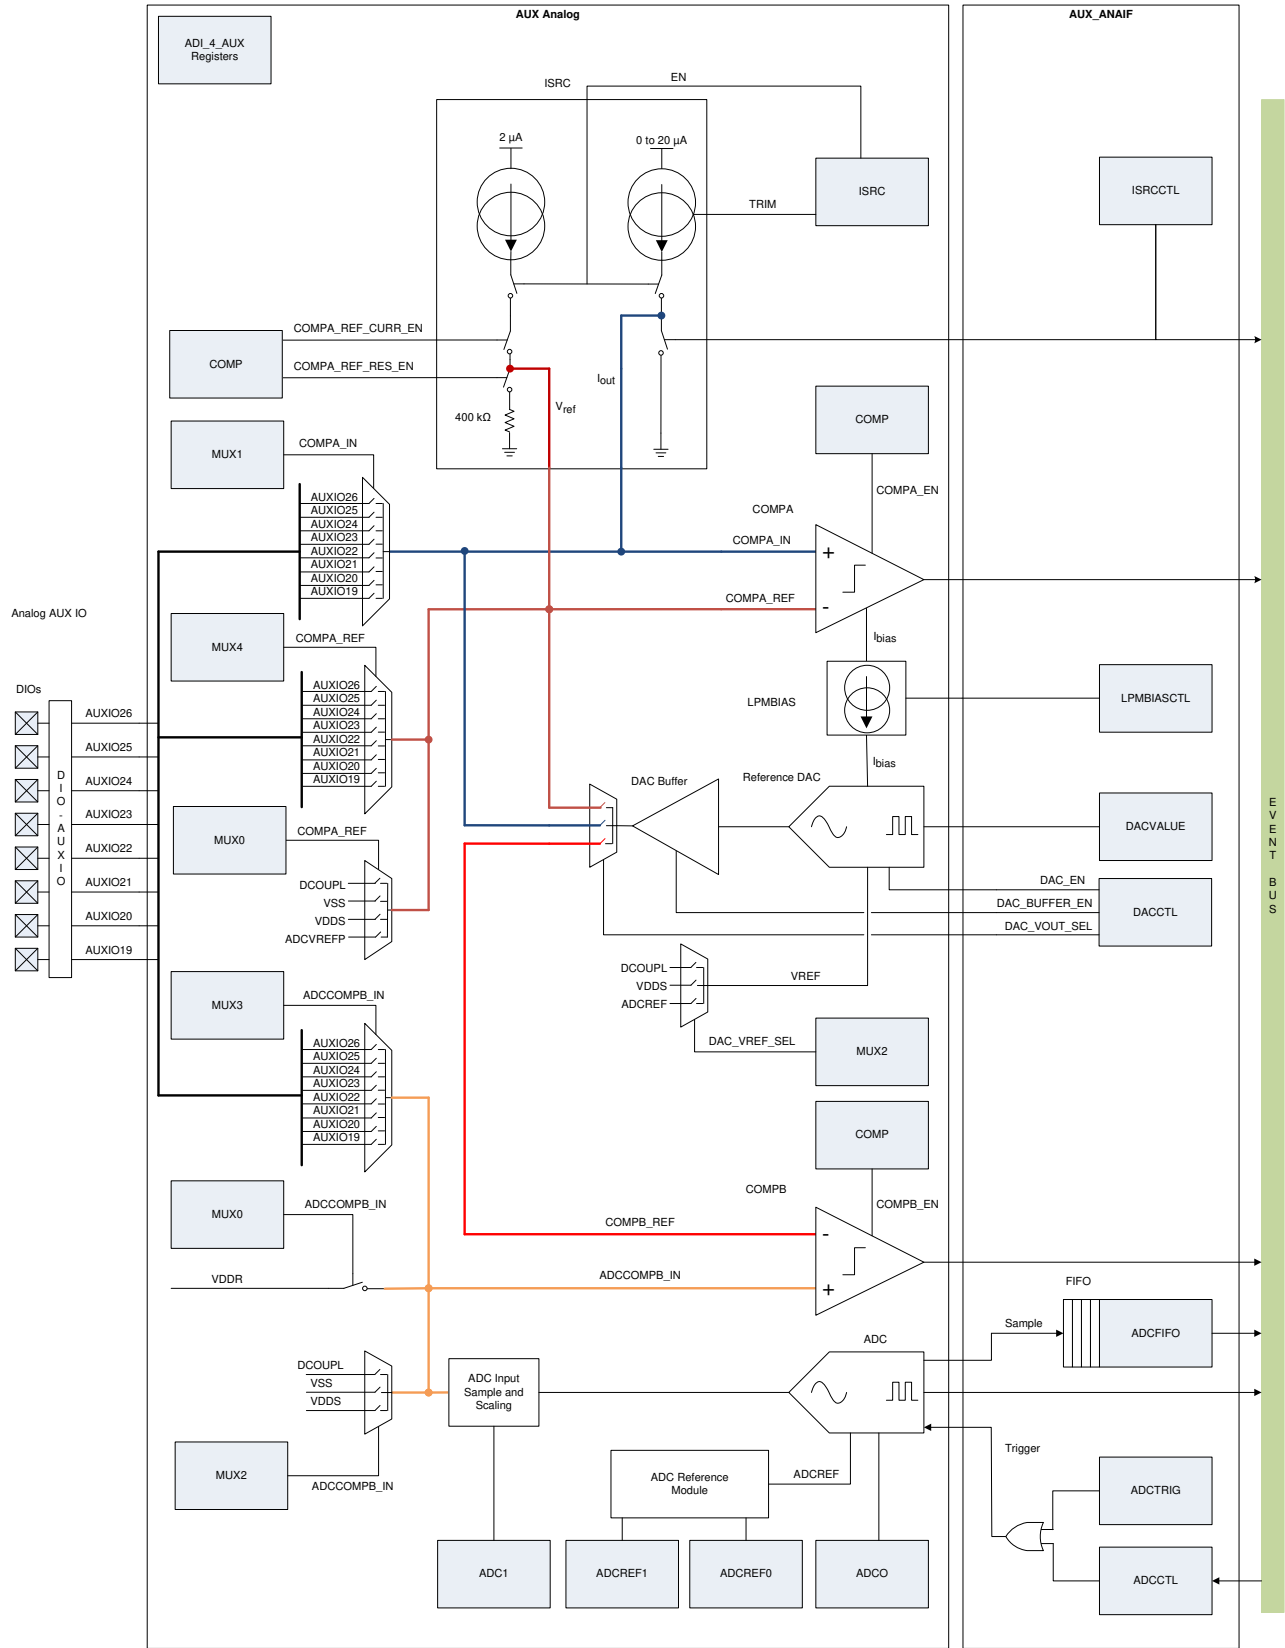 AUX Analog
AUX_ANAIF
ADI_4_AUX
Registers
ISRC
EN
2 µA
0 to 20 µA
ISRC
TRIM
ISRCCTL
COMP
COMPA_REF_CURR_EN
COMPA_REF_RES_EN
Iout
Vref
400 kΩ
COMP
COMPA_EN
MUX1
COMPA_IN
AUXIO26
AUXIO25
AUXIO24
AUXIO23
AUXIO22
AUXIO21
AUXIO20
AUXIO19
COMPA
COMPA_IN
+
COMPA_REF
-
Ibias
Analog AUX IO
MUX4
COMPA_REF
AUXIO26
AUXIO25
AUXIO24
AUXIO23
AUXIO22
AUXIO21
AUXIO20
AUXIO19
LPMBIAS
LPMBIASCTL
Ibias
DIOs
DIO-AUXIO
AUXIO26
AUXIO25
AUXIO24
AUXIO23
AUXIO22
AUXIO21
AUXIO20
AUXIO19
DAC Buffer
Reference DAC
DACVALUE
EVENT BUS
MUX0
COMPA_REF
DCOUPL
VSS
VDDS
ADCVREFP
DAC_EN
DAC_BUFFER_EN
DAC_VOUT_SEL
DACCTL
DCOUPL
VDDS
ADCREF
VREF
DAC_VREF_SEL
MUX2
MUX3
ADCCOMPB_IN
AUXIO26
AUXIO25
AUXIO24
AUXIO23
AUXIO22
AUXIO21
AUXIO20
AUXIO19
COMP
COMPB_EN
COMPB
COMPB_REF
-
MUX0
ADCCOMPB_IN
VDDR
ADCCOMPB_IN
+
FIFO
ADCFIFO
Sample
ADC
DCOUPL
VSS
VDDS
ADC Input
Sample and
Scaling
MUX2
ADCCOMPB_IN
Trigger
ADC Reference
Module
ADCREF
ADCTRIG
ADC1
ADCREF1
ADCREF0
ADCO
ADCCTL